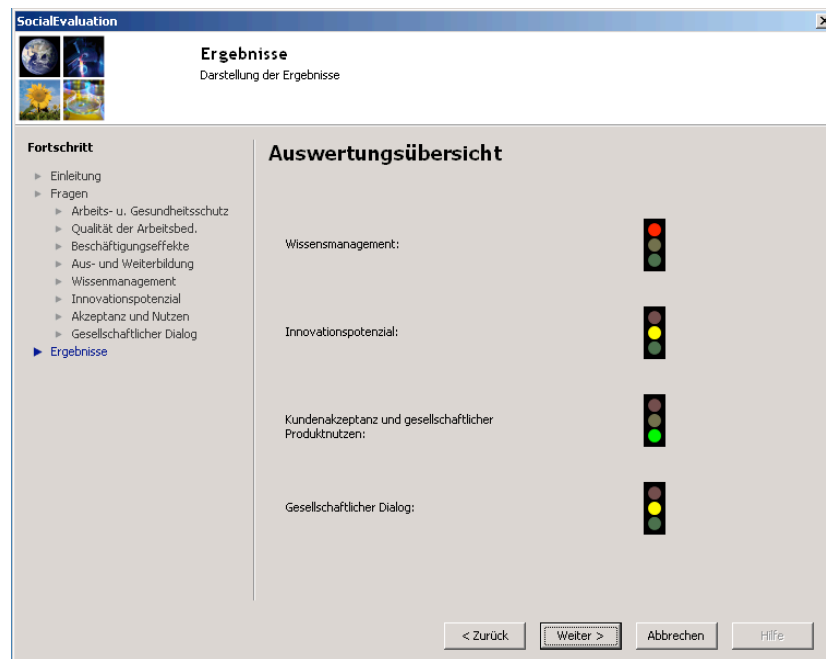 SocialEvaluation
Ergebnisse
Darstellung der Ergebnisse
Fortschritt
Einleitung
Fragen
Arbeits- u. Gesundheitsschutz
Qualität der Arbeitsbed.
Beschäftigungseffekte
Aus- und Weiterbildung
Wissenmanagement
Innovationspotenzial
Akzeptanz und Nutzen
Gesellschaftlicher Dialog
Ergebnisse
Auswertungsübersicht
Wissensmanagement:
Innovationspotenzial:
Kundenakzeptanz und gesellschaftlicher
Produktnutzen:
Gesellschaftlicher Dialog:
< Zurück
Weiter >
Abbrechen
Hilfe